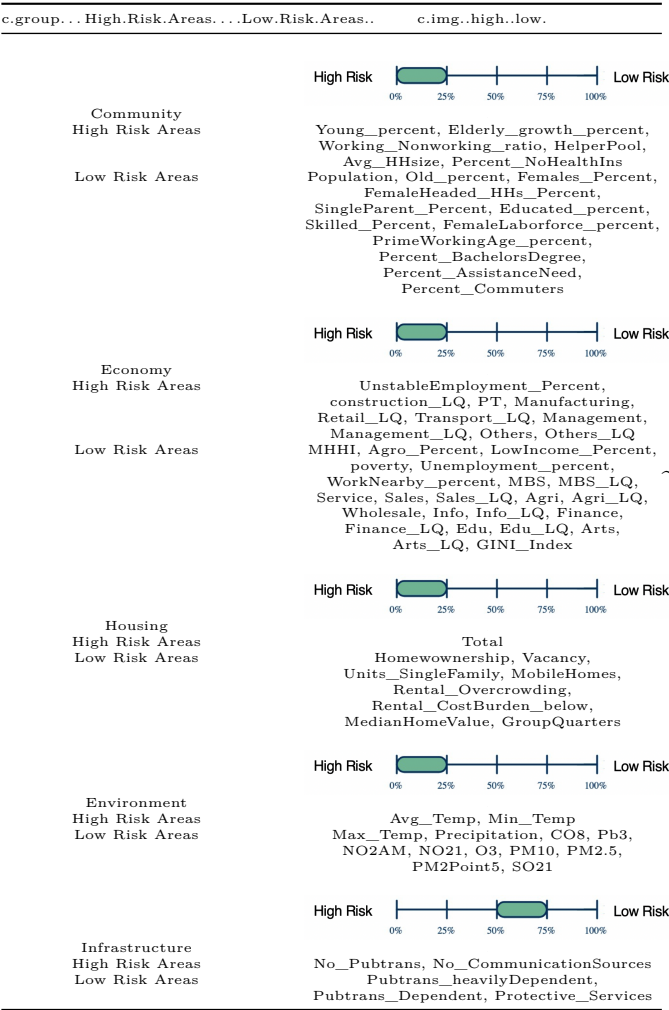 c.group...High.Risk.Areas....Low.Risk.Areas.. c.img..high..low.
High Risk Low Risk
0% 25% 50% 75% 100%
Community
High Risk Areas Young_percent, Elderly_growth_percent,
Working_Nonworking_ratio, HelperPool,
Avg_HHsize, Percent_NoHealthIns
Low Risk Areas Population, Old_percent, Females_Percent,
FemaleHeaded_HHs_Percent,
SingleParent_Percent, Educated_percent,
Skilled_Percent, FemaleLaborforce_percent,
PrimeWorkingAge_percent,
Percent_BachelorsDegree,
Percent_AssistanceNeed,
Percent_Commuters
High Risk Low Risk
0% 25% 50% 75% 100%
Economy
High Risk Areas UnstableEmployment_Percent,
construction_LQ, PT, Manufacturing,
Retail_LQ, Transport_LQ, Management,
Management_LQ, Others, Others_LQ
Low Risk Areas MHHI, Agro_Percent, LowIncome_Percent,
poverty, Unemployment_percent,
WorkNearby_percent, MBS, MBS_LQ,
Service, Sales, Sales_LQ, Agri, Agri_LQ,
Wholesale, Info, Info_LQ, Finance,
Finance_LQ, Edu, Edu_LQ, Arts,
Arts_LQ, GINI_Index
High Risk Low Risk
0% 25% 50% 75% 100%
Housing
High Risk Areas Total
Low Risk Areas Homewownership, Vacancy,
Units_SingleFamily, MobileHomes,
Rental_Overcrowding,
Rental_CostBurden_below,
MedianHomeValue, GroupQuarters
High Risk Low Risk
0% 25% 50% 75% 100%
Environment
High Risk Areas Avg_Temp, Min_Temp
Low Risk Areas Max_Temp, Precipitation, CO8, Pb3,
NO2AM, NO21, O3, PM10, PM2.5,
PM2Point5, SO21
High Risk Low Risk
0% 25% 50% 75% 100%
Infrastructure
High Risk Areas No_Pubtrans, No_CommunicationSources
Low Risk Areas Pubtrans_heavilyDependent,
Pubtrans_Dependent, Protective_Services